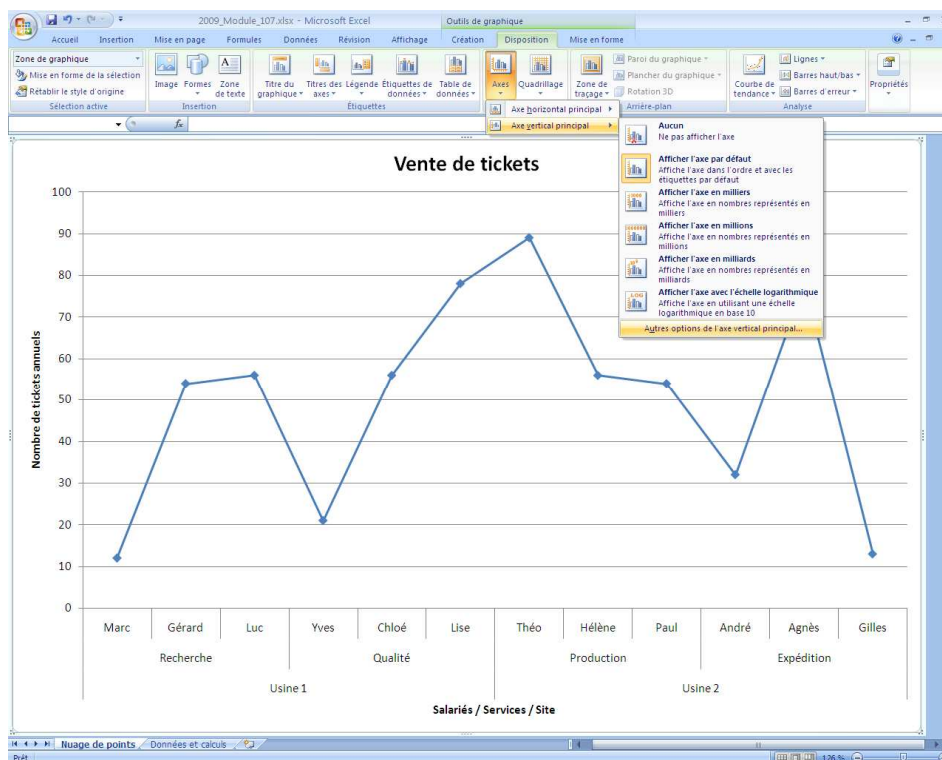 2009_Module_107.xlsx - Microsoft Excel
Outils de graphique
Accueil Insertion Mise en page Formules Données Révision Affichage Création Disposition Mise en forme
Zone de graphique
Mise en forme de la sélection
Rétablir le style d'origine
Sélection active
Image Formes Zone de texte
Insertion
Titre du graphique Titres des axes Légende Étiquettes de données Table de données
Étiquettes
Axes Quadrillage
Zone de traçage
Paroi du graphique
Plancher du graphique
Rotation 3D
Arrière-plan
Courbe de tendance
Lignes
Barres haut/bas
Barres d'erreur
Analyse
Propriétés
Axe horizontal principal
Axe vertical principal
fx
Aucun
Ne pas afficher l'axe
Afficher l'axe par défaut
Affiche l'axe dans l'ordre et avec les
étiquettes par défaut
Afficher l'axe en milliers
Affiche l'axe en nombres représentés en
milliers
Afficher l'axe en millions
Affiche l'axe en nombres représentés en
millions
Afficher l'axe en milliards
Affiche l'axe en nombres représentés en
milliards
LOG
Afficher l'axe avec l'échelle logarithmique
Affiche l'axe en utilisant une échelle
logarithmique en base 10
Autres options de l'axe vertical principal...
Vente de tickets
Nombre de tickets annuels
100
90
80
70
60
50
40
30
20
10
0
Marc Gérard Luc Yves Chloé Lise Théo Hélène Paul André Agnès Gilles
Recherche Qualité Production Expédition
Usine 1 Usine 2
Salariés / Services / Site
Nuage de points Données et calculs
Prêt
126 %